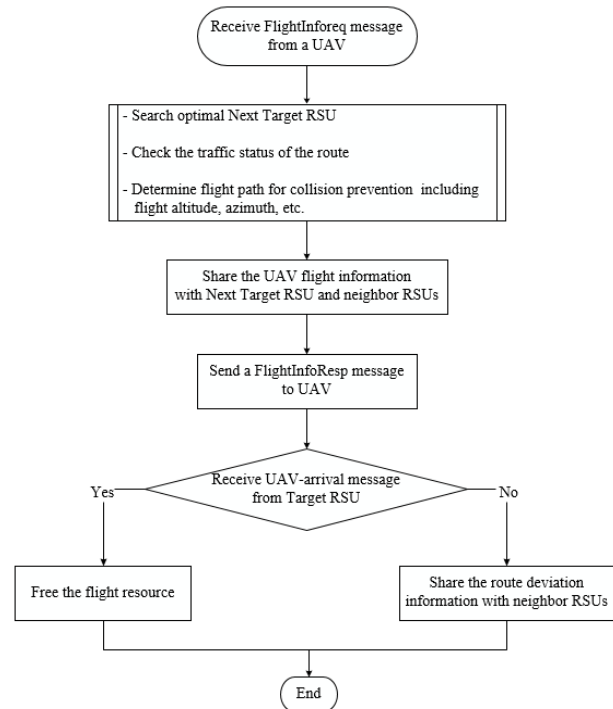 Receive FlightInforeq message
from a UAV
- Search optimal Next Target RSU
- Check the traffic status of the route
- Determine flight path for collision prevention including
flight altitude, azimuth, etc.
Share the UAV flight information
with Next Target RSU and neighbor RSUs
Send a FlightInfoResp message
to UAV
Receive UAV-arrival message
from Target RSU
Yes
No
Free the flight resource
Share the route deviation
information with neighbor RSUs
End